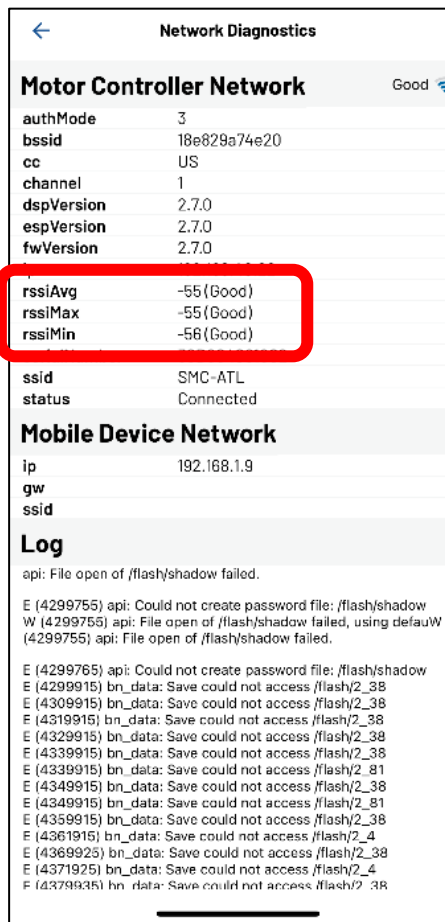 Network Diagnostics
Motor Controller Network Good
authMode 3
bssid 18e829a74e20
cc US
channel 1
dspVersion 2.7.0
espVersion 2.7.0
fwVersion 2.7.0
rssiAvg -55(Good)
rssiMax -55(Good)
rssiMin -56(Good)
ssid SMC-ATL
status Connected
Mobile Device Network
ip 192.168.1.9
gw
ssid
Log
api: File open of /flash/shadow failed.
E (4299755) api: Could not create password file: /flash/shadow
W (4299755) api: File open of /flash/shadow failed, using defauW
(4299755) api: File open of /flash/shadow failed.
E (4299765) api: Could not create password file: /flash/shadow
E (4299915) bn_data: Save could not access /flash/2_38
E (4309915) bn_data: Save could not access /flash/2_38
E (4319915) bn_data: Save could not access /flash/2_38
E (4329915) bn_data: Save could not access /flash/2_38
E (4339915) bn_data: Save could not access /flash/2_38
E (4339915) bn_data: Save could not access /flash/2_81
E (4349915) bn_data: Save could not access /flash/2_38
E (4349915) bn_data: Save could not access /flash/2_81
E (4359915) bn_data: Save could not access /flash/2_38
E (4361915) bn_data: Save could not access /flash/2_4
E (4369925) bn_data: Save could not access /flash/2_38
E (4371925) bn_data: Save could not access /flash/2_4
E (4379935) bn_data: Save could not access /flash/2_38